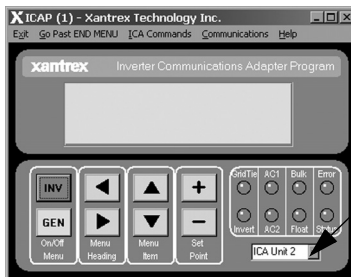 ICAP (1) - Xantrex Technology Inc.
Exit Go Past END MENU ICA Commands Communications Help
xantrex Inverter Communications Adapter Program
INV
GEN
On/Off Menu
Menu Heading
Menu Item
+
−
Set Point
GridTie AC1 Bulk Error
Invert AC2 Float Status
ICA Unit 2